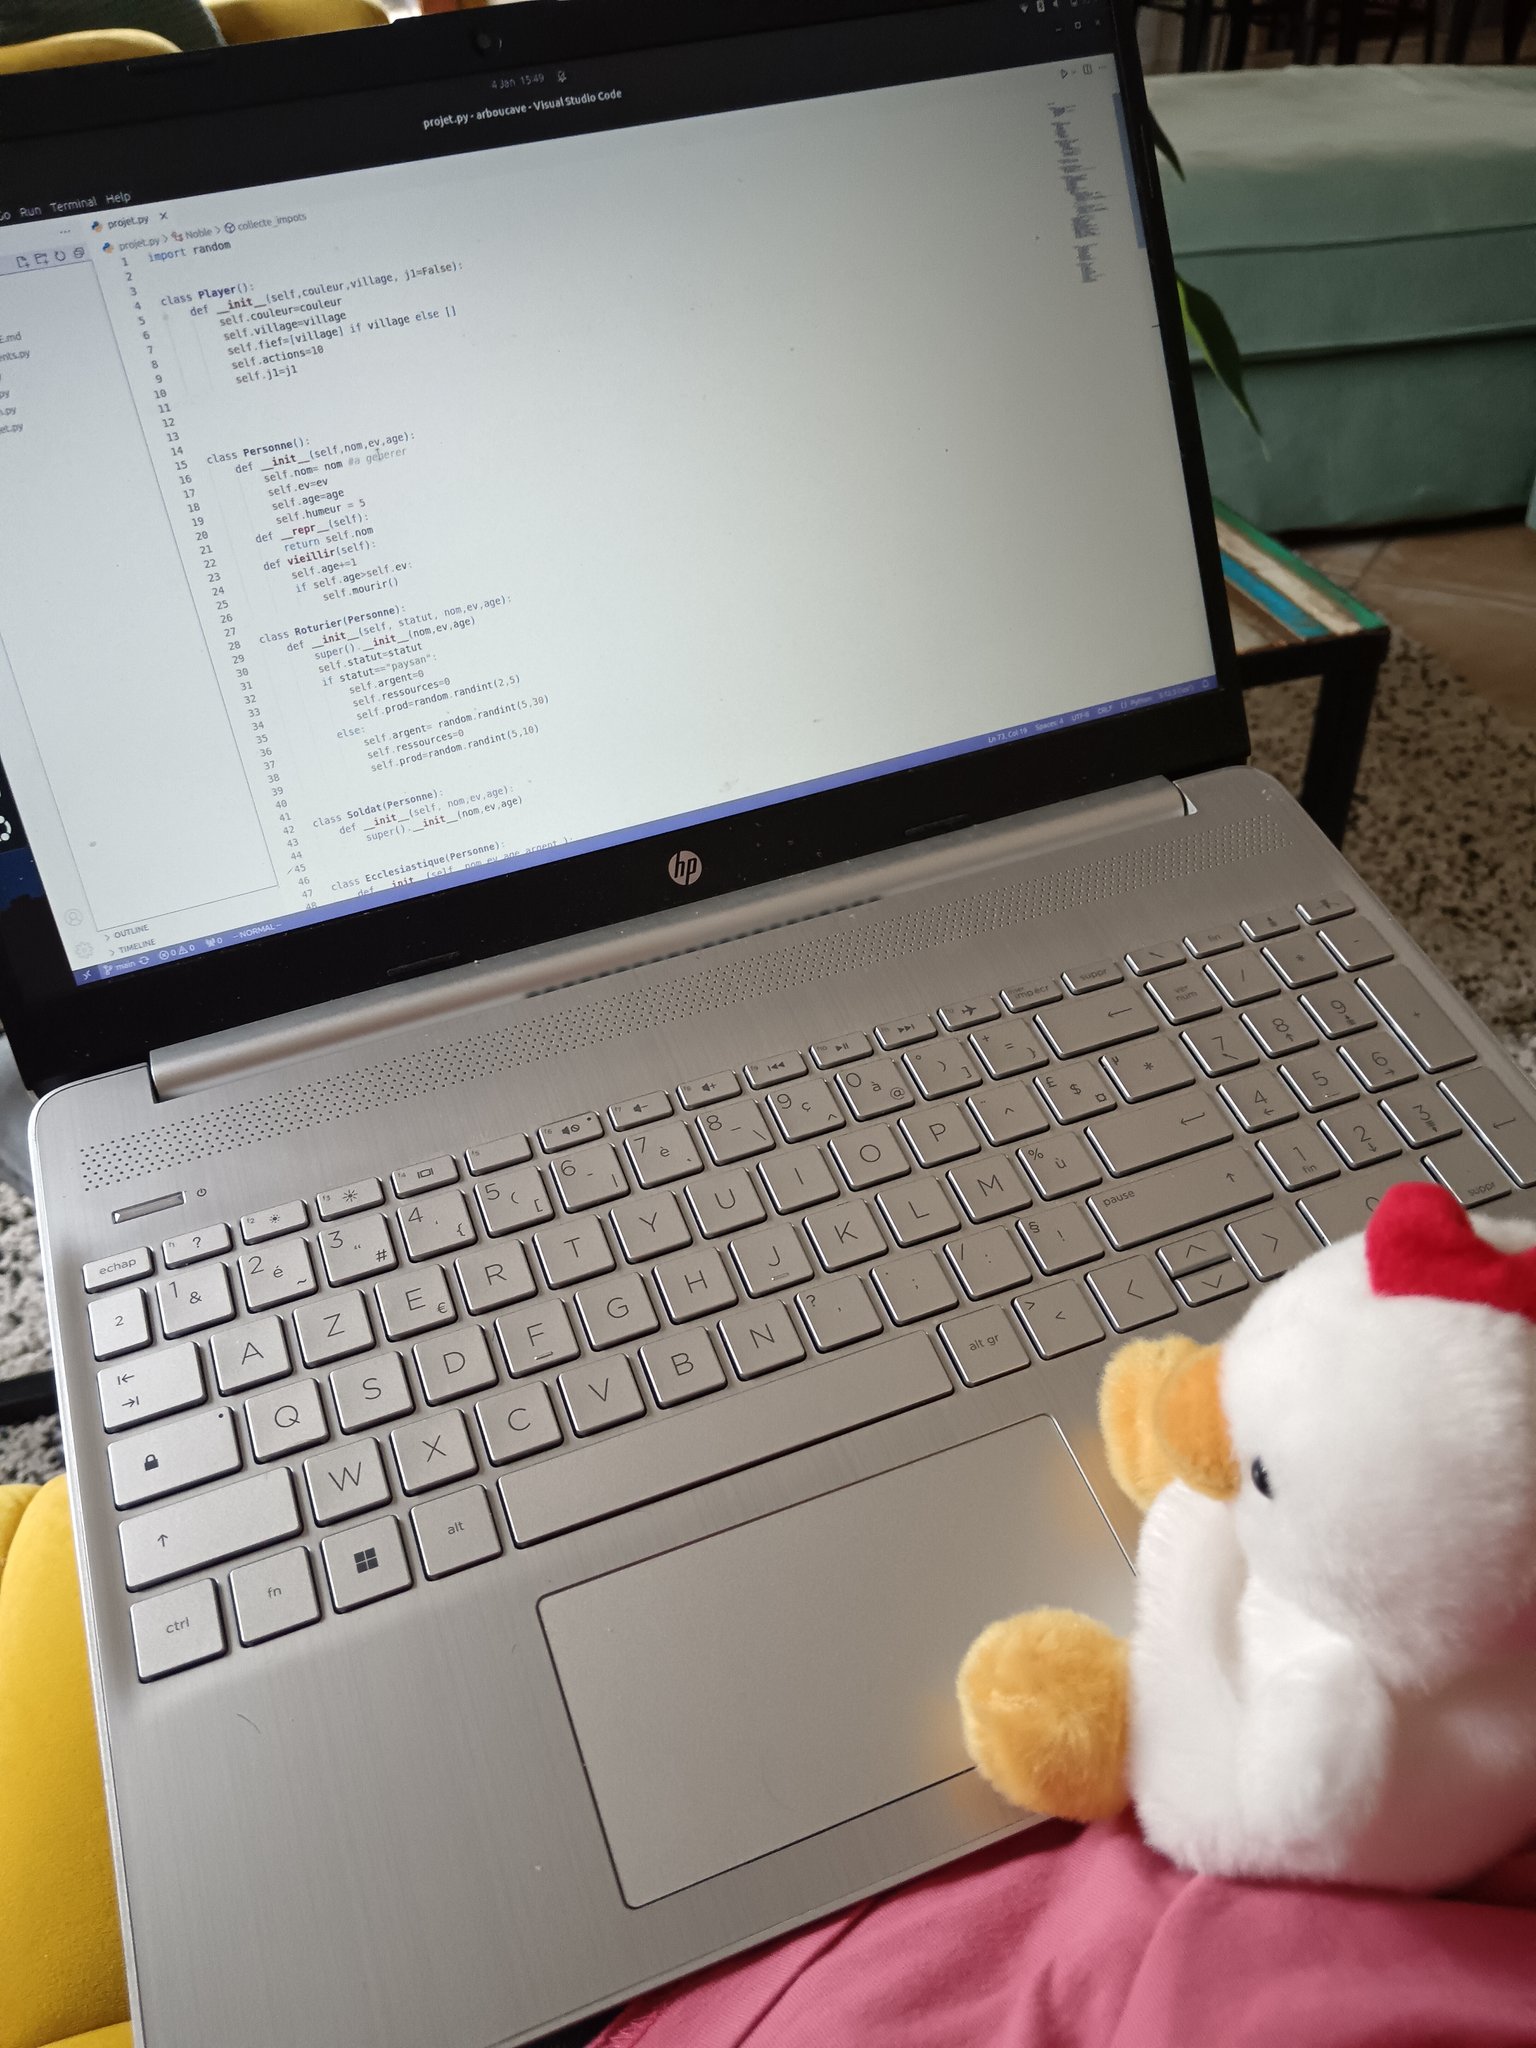 4 Jan 15:49
projet.py - arboucave - Visual Studio Code
Run Terminal Help
projet.py
projet.py > Noble > collecte_impots
1 import random
2
3 class Player():
4 def __init__(self,couleur,village, j1=False):
5 self.couleur=couleur
6 self.village=village
7 self.fief=[village] if village else []
8 self.actions=10
9 self.j1=j1
10
11
12
13
14 class Personne():
15 def __init__(self,nom,ev,age):
16 self.nom= nom #a generer
17 self.ev=ev
18 self.age=age
19 self.humeur = 5
20 def __repr__(self):
21 return self.nom
22 def vieillir(self):
23 self.age+=1
24 if self.age>self.ev:
25 self.mourir()
26
27 class Roturier(Personne):
28 def __init__(self, statut, nom,ev,age):
29 super().__init__(nom,ev,age)
30 self.statut=statut
31 if statut=="paysan":
32 self.argent=0
33 self.ressources=0
34 self.prod=random.randint(2,5)
35 else:
36 self.argent= random.randint(5,30)
37 self.ressources=0
38 self.prod=random.randint(5,10)
39
40
41 class Soldat(Personne):
42 def __init__(self, nom,ev,age):
43 super().__init__(nom,ev,age)
44
45
46 class Ecclesiastique(Personne):
47 def __init__(self, nom,ev,age,argent ):
48
OUTLINE
TIMELINE
main 0 0 0 -- NORMAL --
Ln 73, Col 19 Spaces: 4 UTF-8 CRLF Python
hp
echap
impécr
suppr
fin
2 1 & 2 é ~ 3 " # 4 ' { 5 ( [ 6 - | 7 è ` 8 _ \ 9 ç ^ 0 à @ ° ) ] + = }
ver num / * -
A Z E € R T Y U I O P ¨ ^ £ $ ¤ µ *
7 8 9 +
Q S D F G H J K L M % ù
4 5 6
W X C V B N ? , . ; / : § ! pause
1 fin 2 3
ctrl fn alt alt gr > <
0 suppr